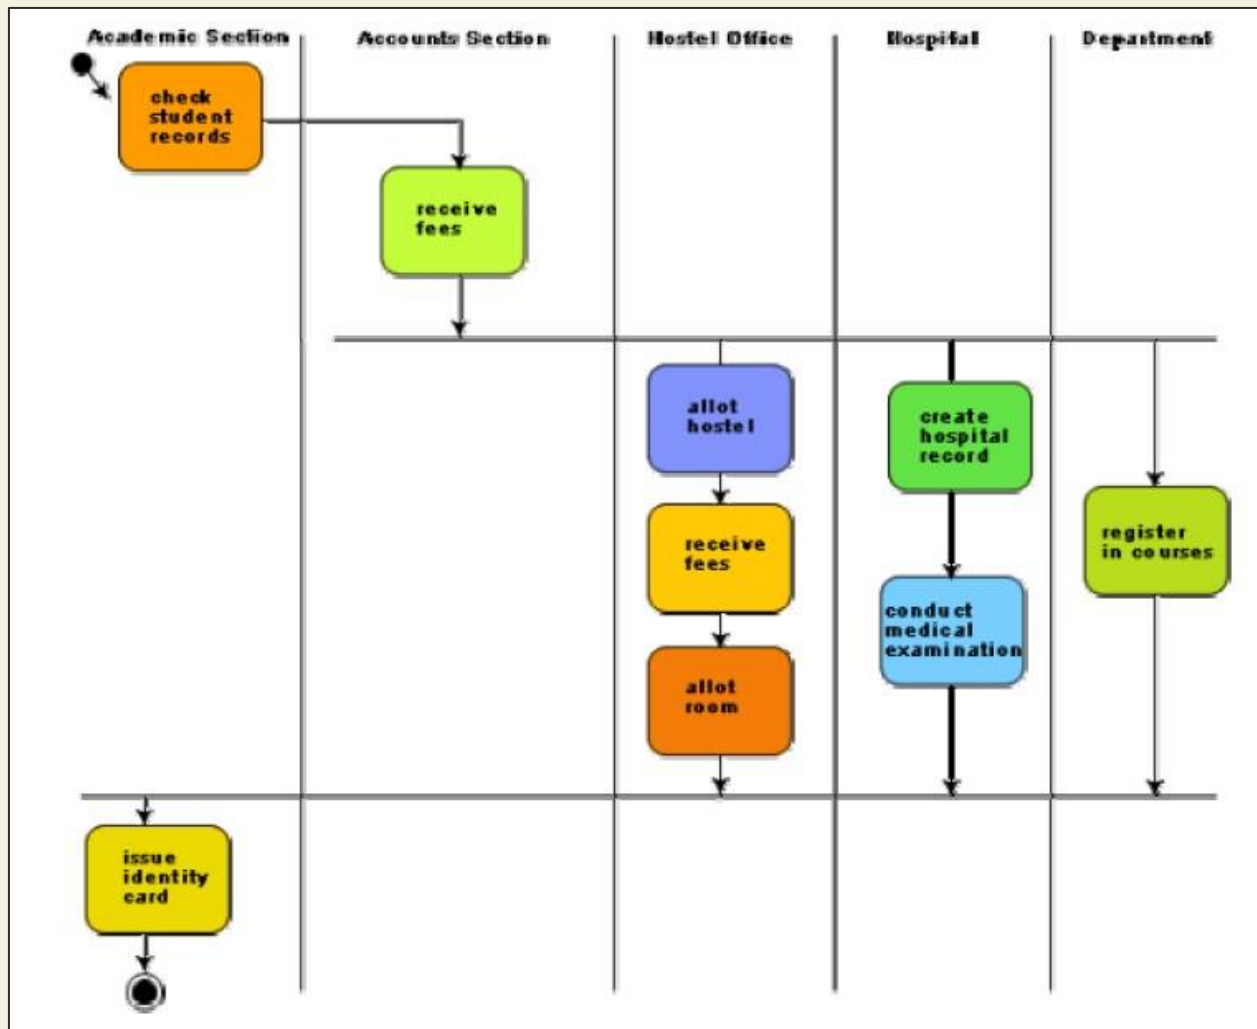 Academic Section
Accounts Section
Hostel Office
Hospital
Department
check
student
records
receive
fees
allot
hostel
create
hospital
record
receive
fees
register
in courses
conduct
medical
examination
allot
room
issue
identity
card